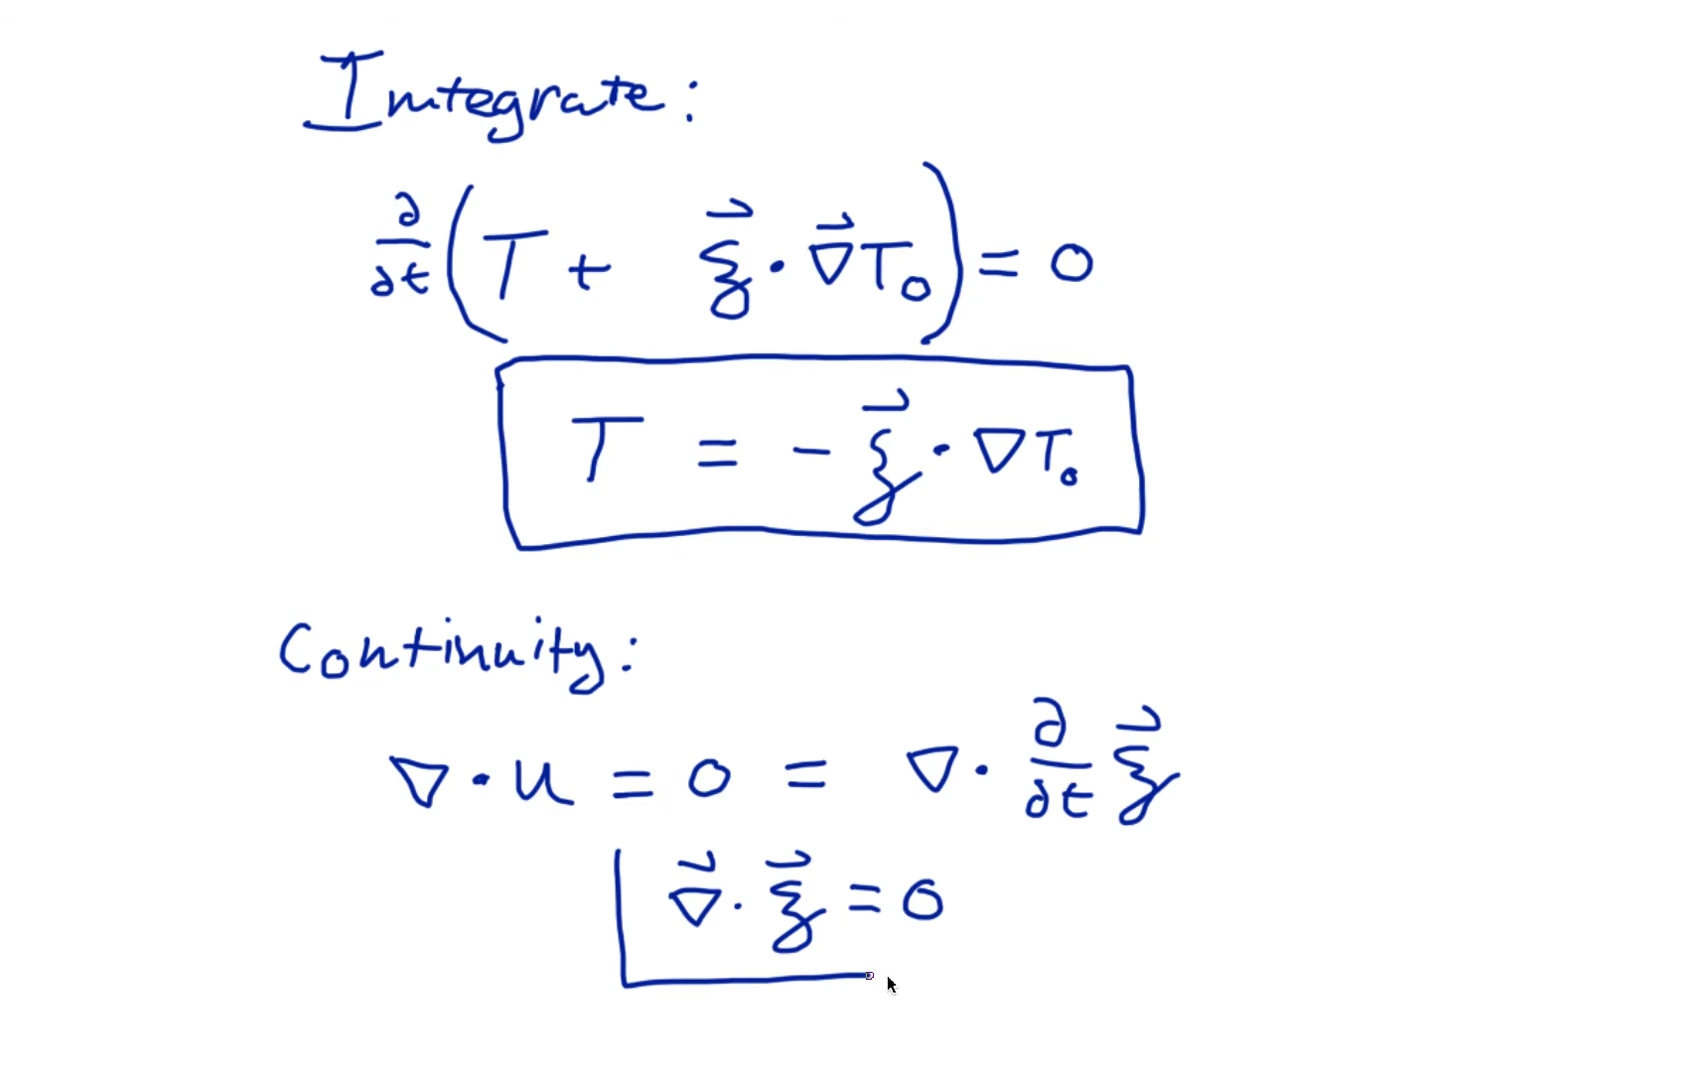 Integrate:
∂/∂t (T + ξ⃗ · ∇⃗T₀) = 0
T = - ξ⃗ · ∇T₀
Continuity:
∇ · u = 0 = ∇ · ∂/∂t ξ⃗
∇⃗ · ξ⃗ = 0